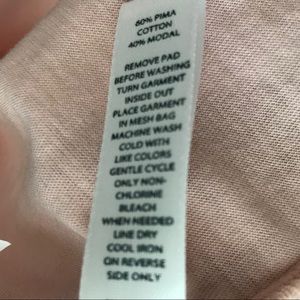 60% PIMA
COTTON
40% MODAL
REMOVE PAD
BEFORE WASHING
TURN GARMENT
INSIDE OUT
PLACE GARMENT
IN MESH BAG
MACHINE WASH
COLD WITH
LIKE COLORS
GENTLE CYCLE
ONLY NON-
CHLORINE
BLEACH
WHEN NEEDED
LINE DRY
COOL IRON
ON REVERSE
SIDE ONLY